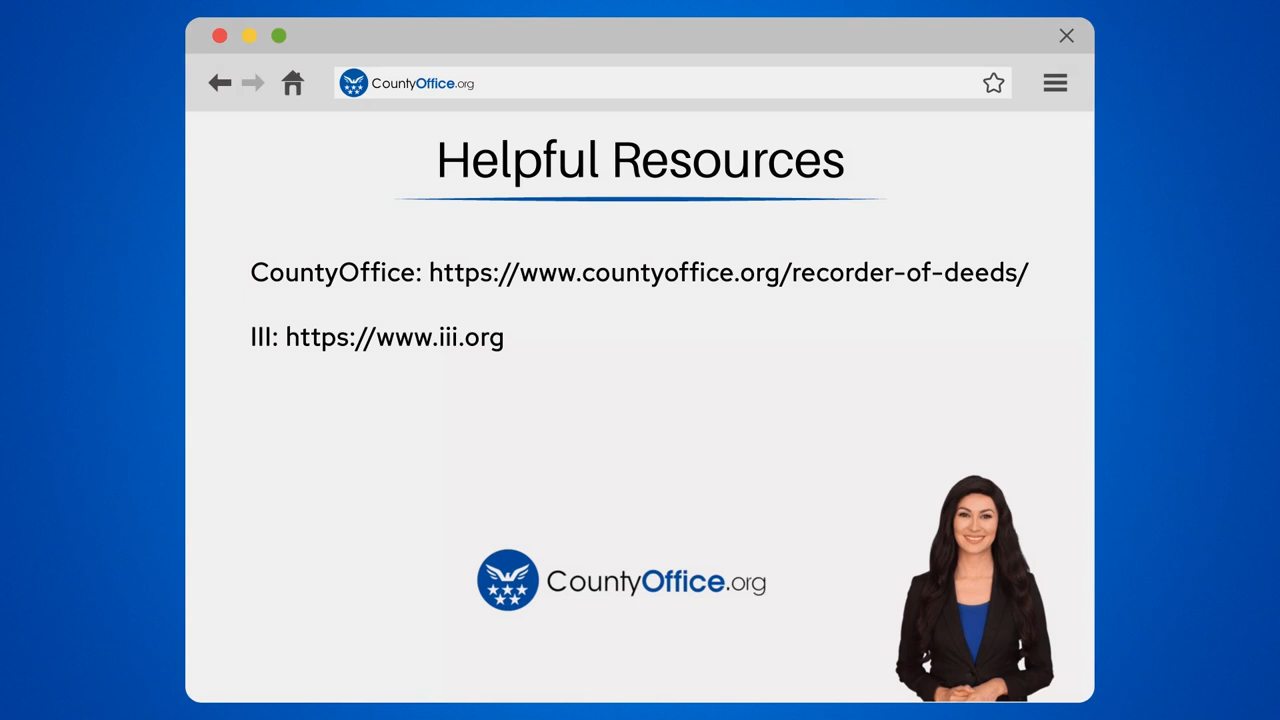 CountyOffice.org
Helpful Resources
CountyOffice: https://www.countyoffice.org/recorder-of-deeds/
III: https://www.iii.org
CountyOffice.org